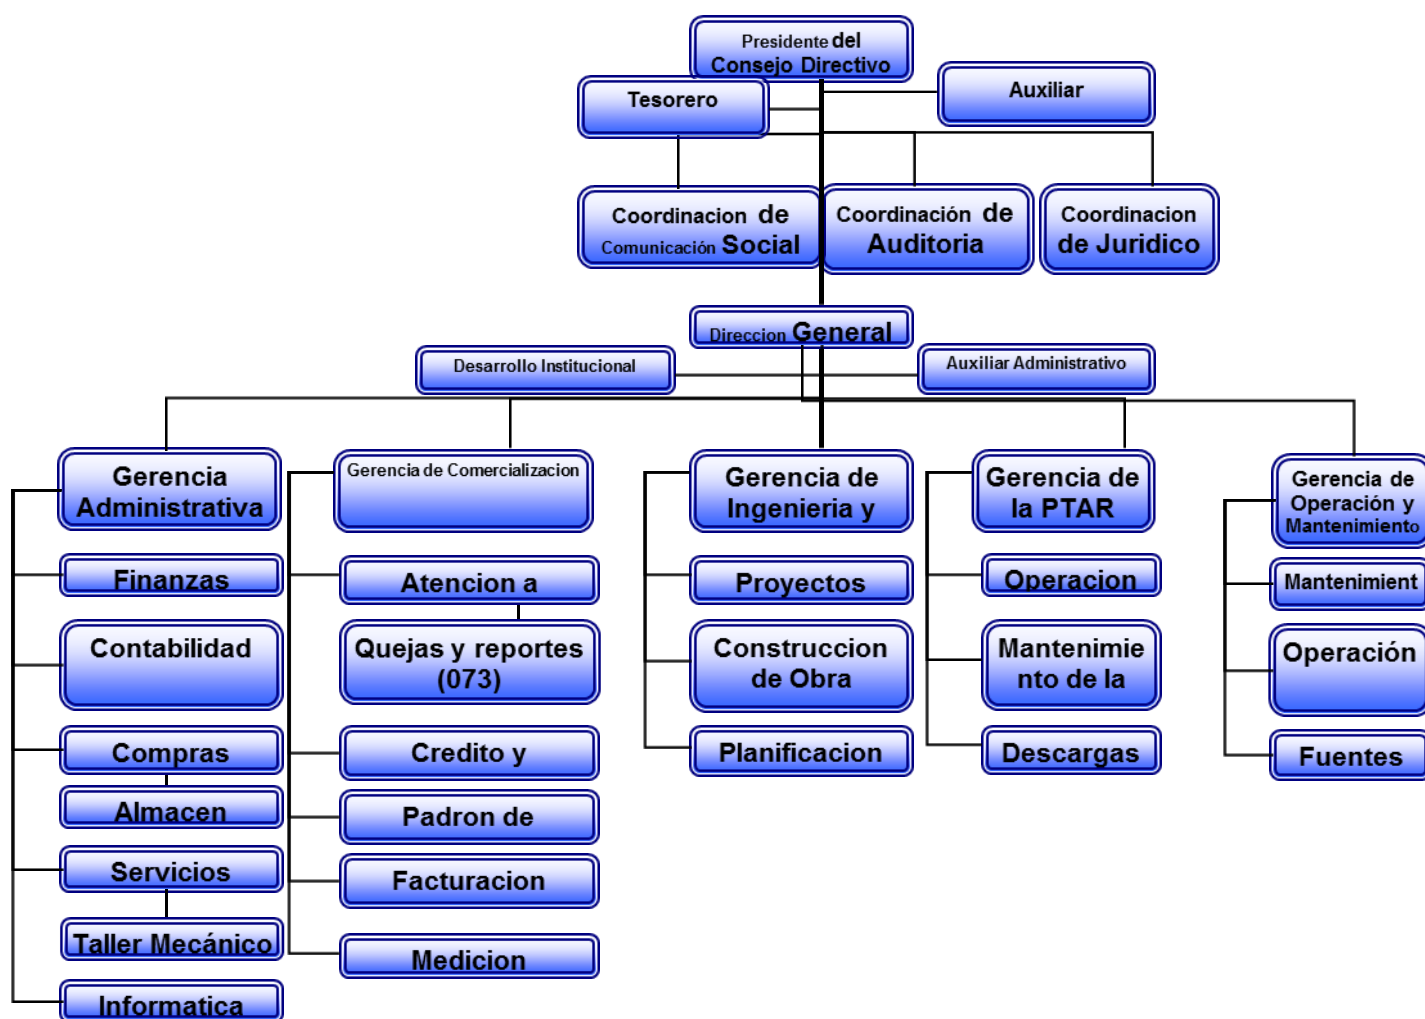 Presidente del
Consejo Directivo
Tesorero
Auxiliar
Coordinacion de
Comunicación Social
Coordinación de
Auditoria
Coordinacion
de Juridico
Direccion General
Desarrollo Institucional
Auxiliar Administrativo
Gerencia
Administrativa
Finanzas
Contabilidad
Compras
Almacen
Servicios
Taller Mecánico
Informatica
Gerencia de Comercializacion
Atencion a
Quejas y reportes
(073)
Credito y
Padron de
Facturacion
Medicion
Gerencia de
Ingenieria y
Proyectos
Construccion
de Obra
Planificacion
Gerencia de
la PTAR
Operacion
Mantenimie
nto de la
Descargas
Gerencia de
Operación y
Mantenimiento
Mantenimient
Operación
Fuentes